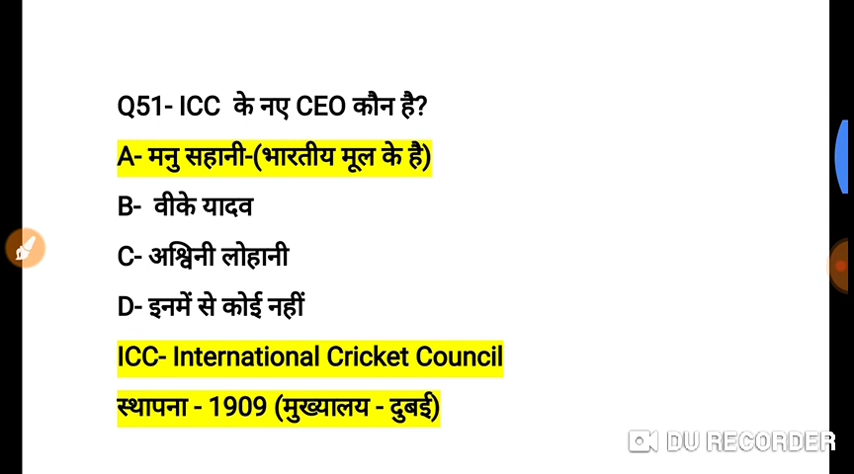 Q51- ICC के नए CEO कौन है?
A- मनु सहानी-(भारतीय मूल के है)
B- वीके यादव
C- अश्विनी लोहानी
D- इनमें से कोई नहीं
ICC- International Cricket Council
स्थापना - 1909 (मुख्यालय - दुबई)
DU RECORDER